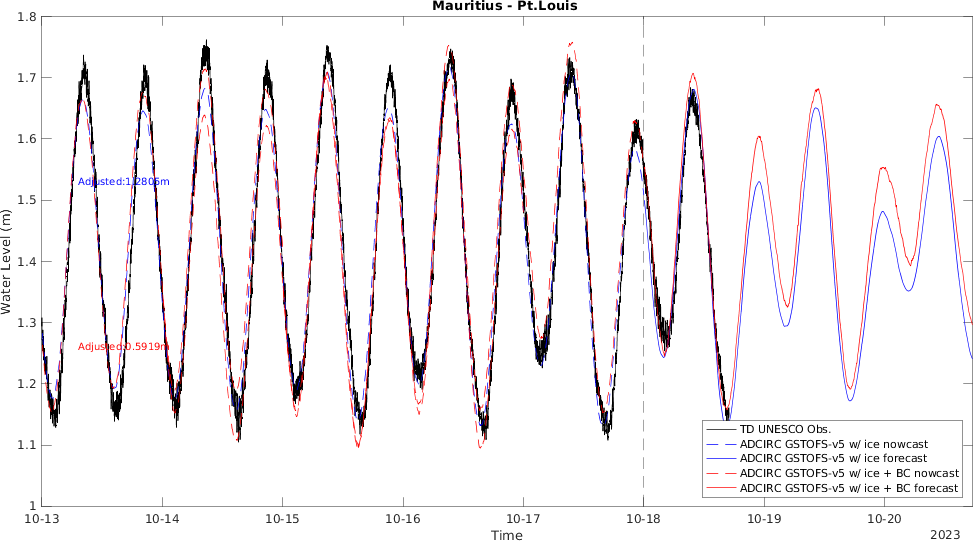 Mauritius - Pt.Louis
1.8
1.7
1.6
1.5
1.4
1.3
1.2
1.1
1
Water Level (m)
Adjusted:1.2805m
Adjusted:0.5919m
TD UNESCO Obs.
ADCIRC GSTOFS-v5 w/ ice nowcast
ADCIRC GSTOFS-v5 w/ ice forecast
ADCIRC GSTOFS-v5 w/ ice + BC nowcast
ADCIRC GSTOFS-v5 w/ ice + BC forecast
10-13 10-14 10-15 10-16 10-17 10-18 10-19 10-20
Time
2023